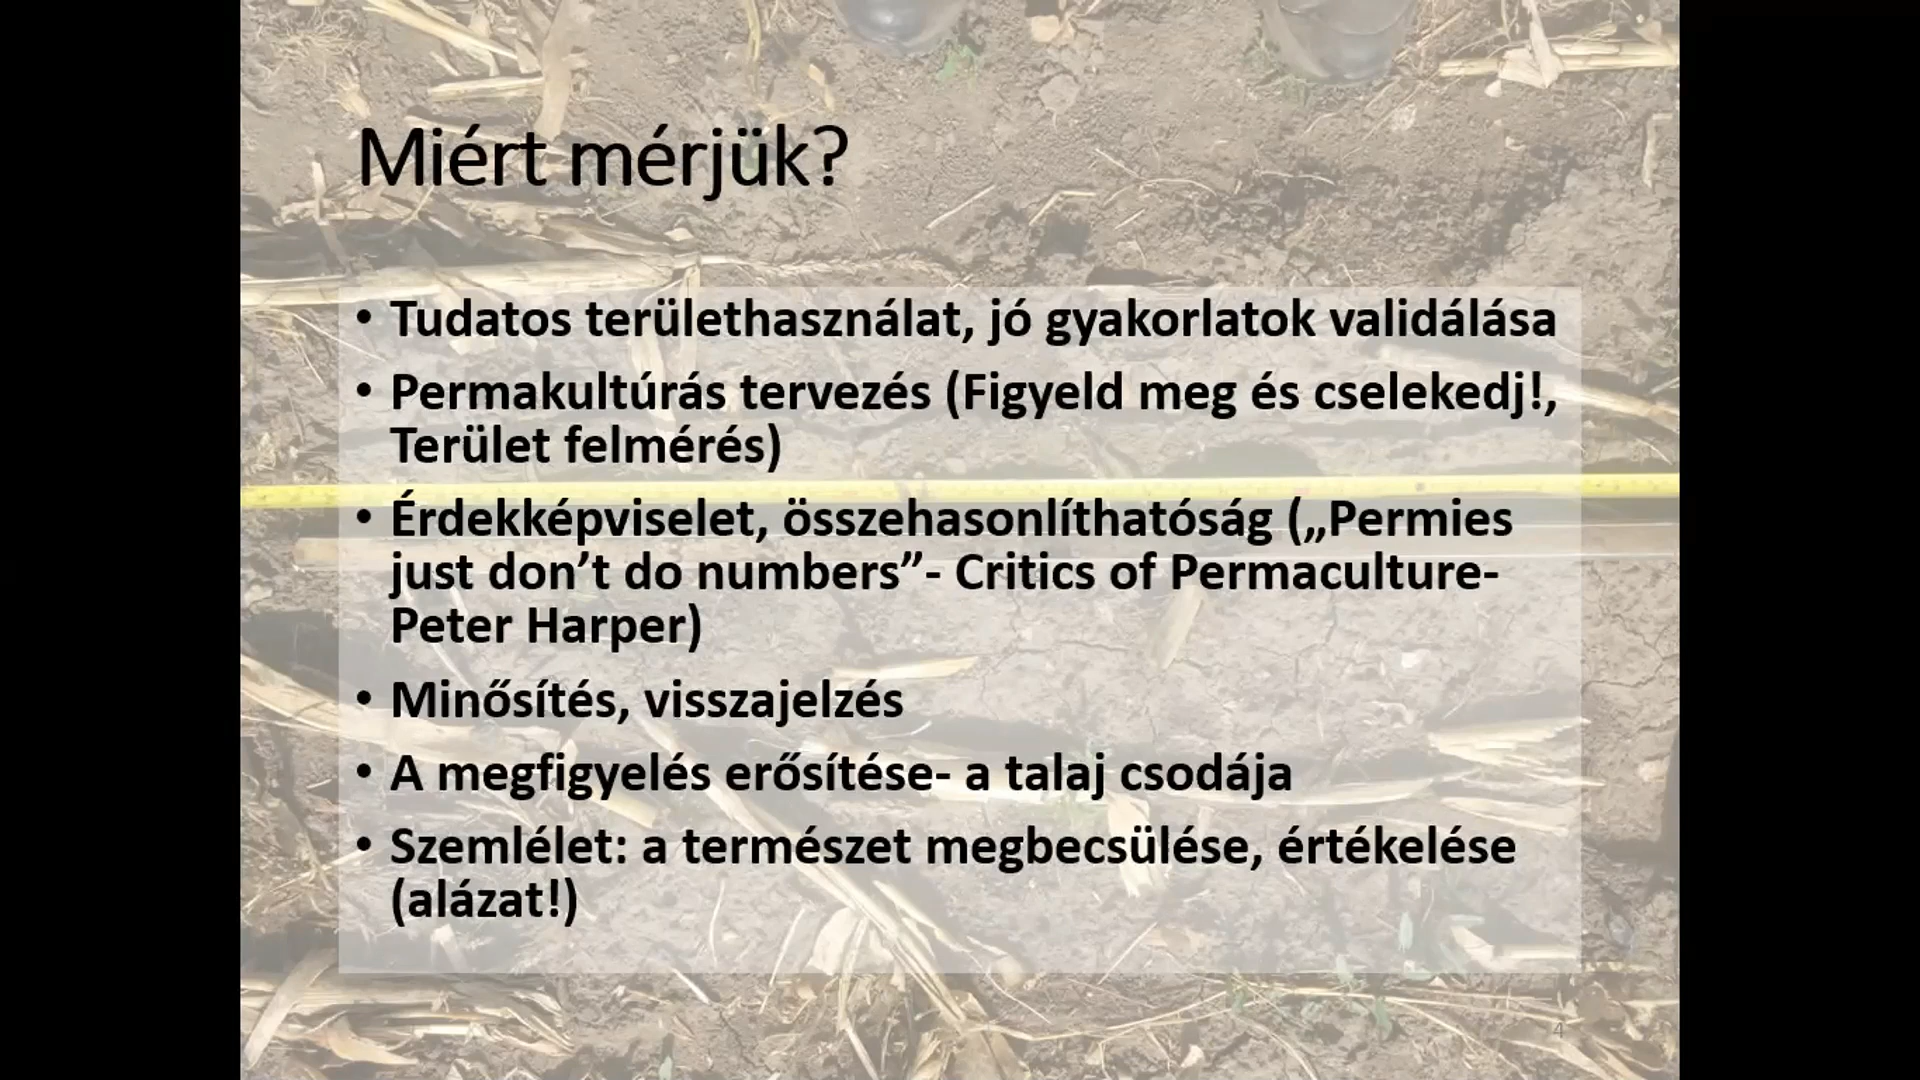 Miért mérjük?
• Tudatos területhasználat, jó gyakorlatok validálása
• Permakultúrás tervezés (Figyeld meg és cselekedj!,
Terület felmérés)
• Érdekképviselet, összehasonlíthatóság („Permies
just don’t do numbers”- Critics of Permaculture-
Peter Harper)
• Minősítés, visszajelzés
• A megfigyelés erősítése- a talaj csodája
• Szemlélet: a természet megbecsülése, értékelése
(alázat!)
4